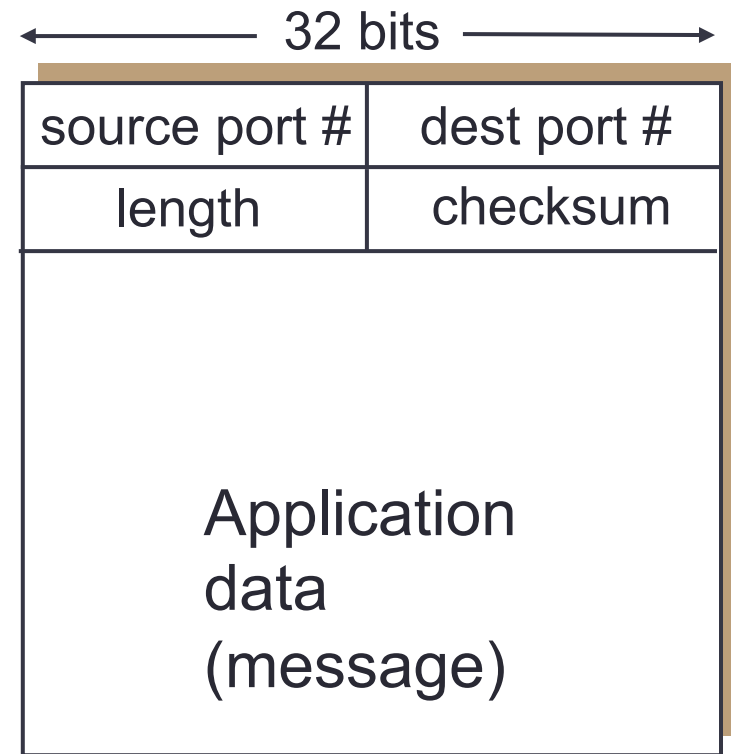 32 bits
source port # dest port #
length checksum
Application
data
(message)